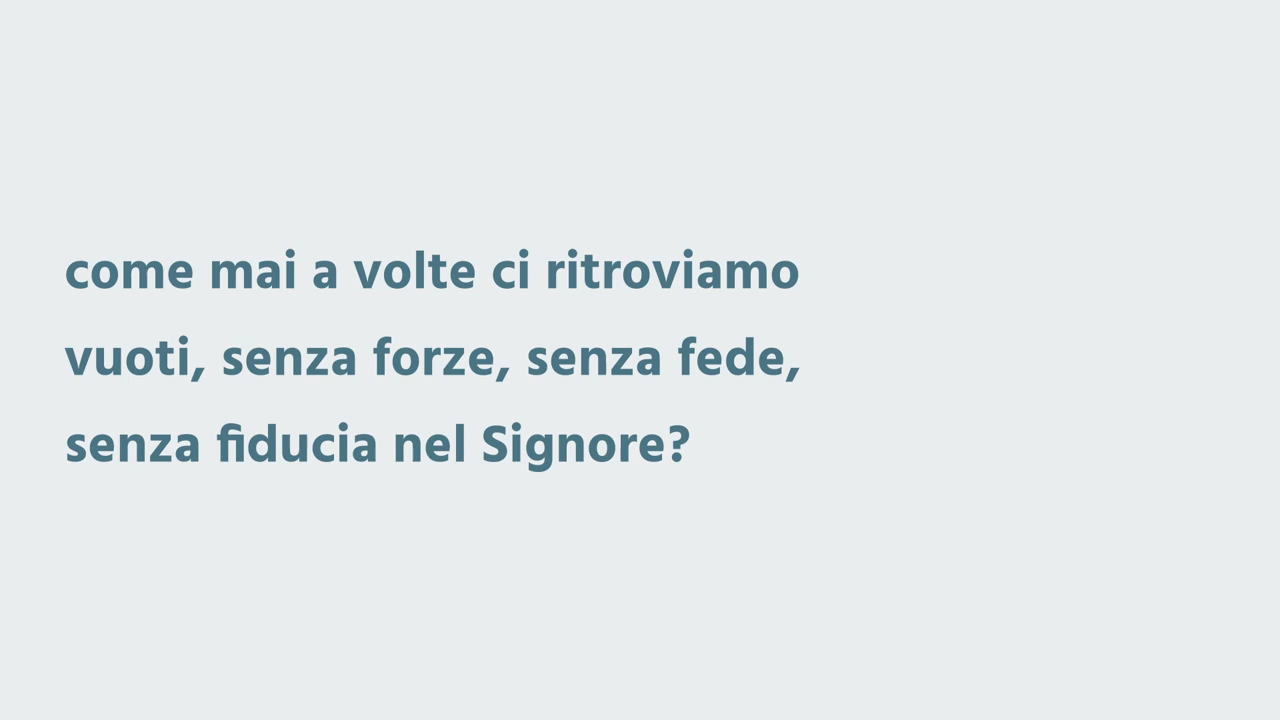 come mai a volte ci ritroviamo
vuoti, senza forze, senza fede,
senza fiducia nel Signore?